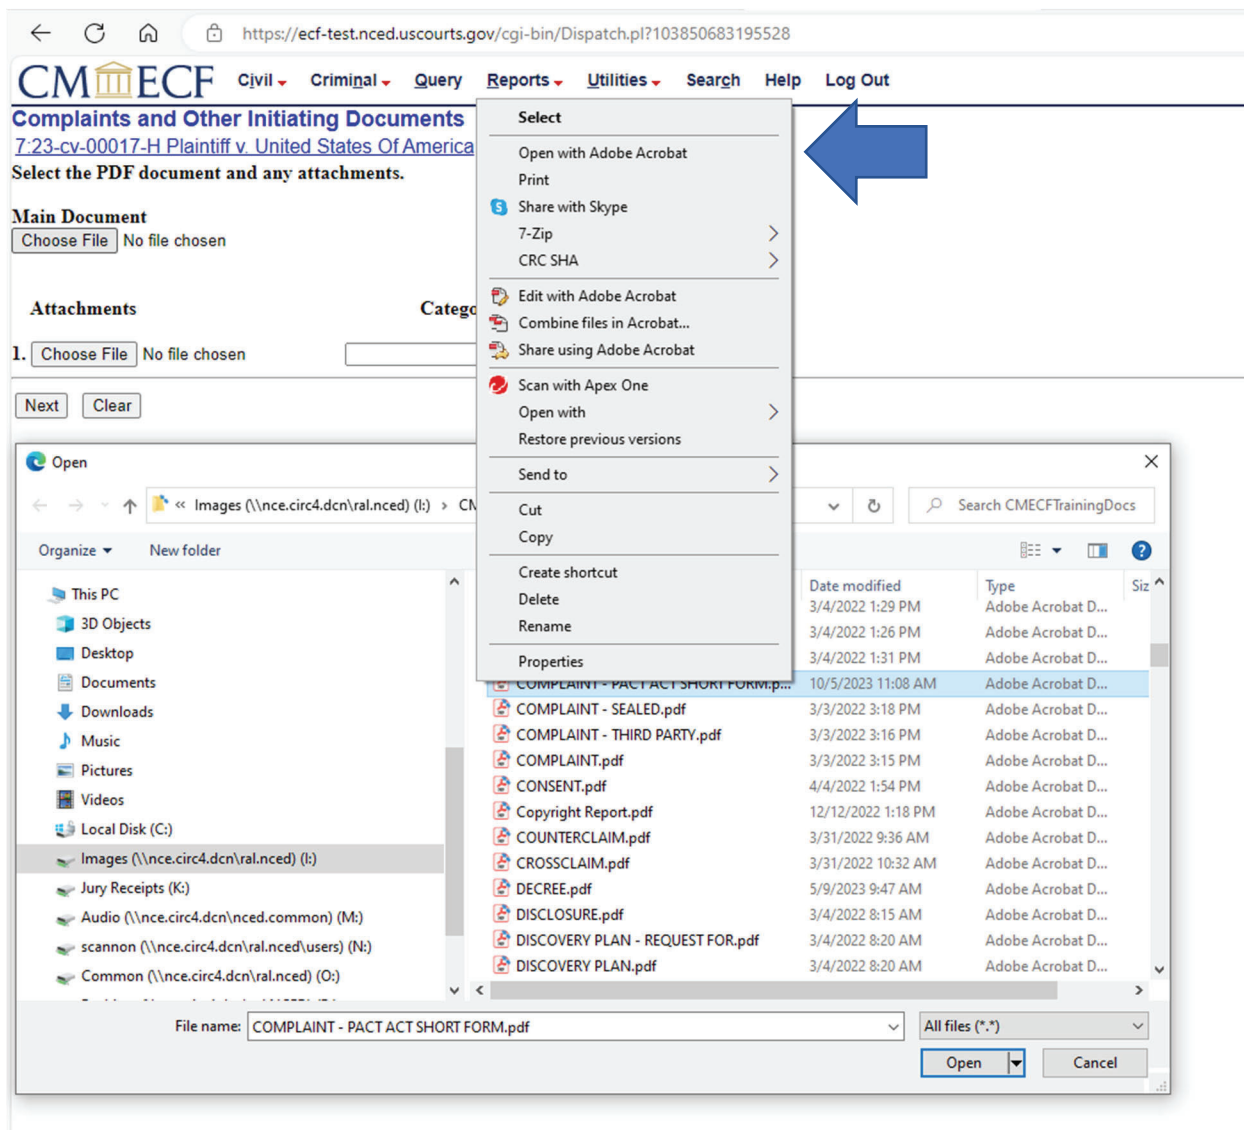 https://ecf-test.nced.uscourts.gov/cgi-bin/Dispatch.pl?103850683195528
CM ECF Civil Criminal Query Reports Utilities Search Help Log Out
Complaints and Other Initiating Documents
7:23-cv-00017-H Plaintiff v. United States Of America
Select the PDF document and any attachments.
Main Document
Choose File No file chosen
Attachments Catego
1. Choose File No file chosen
Next Clear
Select
Open with Adobe Acrobat
Print
Share with Skype
7-Zip
CRC SHA
Edit with Adobe Acrobat
Combine files in Acrobat...
Share using Adobe Acrobat
Scan with Apex One
Open with
Restore previous versions
Send to
Cut
Copy
Create shortcut
Delete
Rename
Properties
Open
« Images (\\nce.circ4.dcn\ral.nced) (I:) > CM Search CMECFTrainingDocs
Organize New folder
This PC
3D Objects
Desktop
Documents
Downloads
Music
Pictures
Videos
Local Disk (C:)
Images (\\nce.circ4.dcn\ral.nced) (I:)
Jury Receipts (K:)
Audio (\\nce.circ4.dcn\nced.common) (M:)
scannon (\\nce.circ4.dcn\ral.nced\users) (N:)
Common (\\nce.circ4.dcn\ral.nced) (O:)
Date modified Type Siz
3/4/2022 1:29 PM Adobe Acrobat D...
3/4/2022 1:26 PM Adobe Acrobat D...
3/4/2022 1:31 PM Adobe Acrobat D...
COMPLAINT - PACT ACT SHORT FORM.p... 10/5/2023 11:08 AM Adobe Acrobat D...
COMPLAINT - SEALED.pdf 3/3/2022 3:18 PM Adobe Acrobat D...
COMPLAINT - THIRD PARTY.pdf 3/3/2022 3:16 PM Adobe Acrobat D...
COMPLAINT.pdf 3/3/2022 3:15 PM Adobe Acrobat D...
CONSENT.pdf 4/4/2022 1:54 PM Adobe Acrobat D...
Copyright Report.pdf 12/12/2022 1:18 PM Adobe Acrobat D...
COUNTERCLAIM.pdf 3/31/2022 9:36 AM Adobe Acrobat D...
CROSSCLAIM.pdf 3/31/2022 10:32 AM Adobe Acrobat D...
DECREE.pdf 5/9/2023 9:47 AM Adobe Acrobat D...
DISCLOSURE.pdf 3/4/2022 8:15 AM Adobe Acrobat D...
DISCOVERY PLAN - REQUEST FOR.pdf 3/4/2022 8:20 AM Adobe Acrobat D...
DISCOVERY PLAN.pdf 3/4/2022 8:20 AM Adobe Acrobat D...
File name: COMPLAINT - PACT ACT SHORT FORM.pdf All files (*.*)
Open Cancel